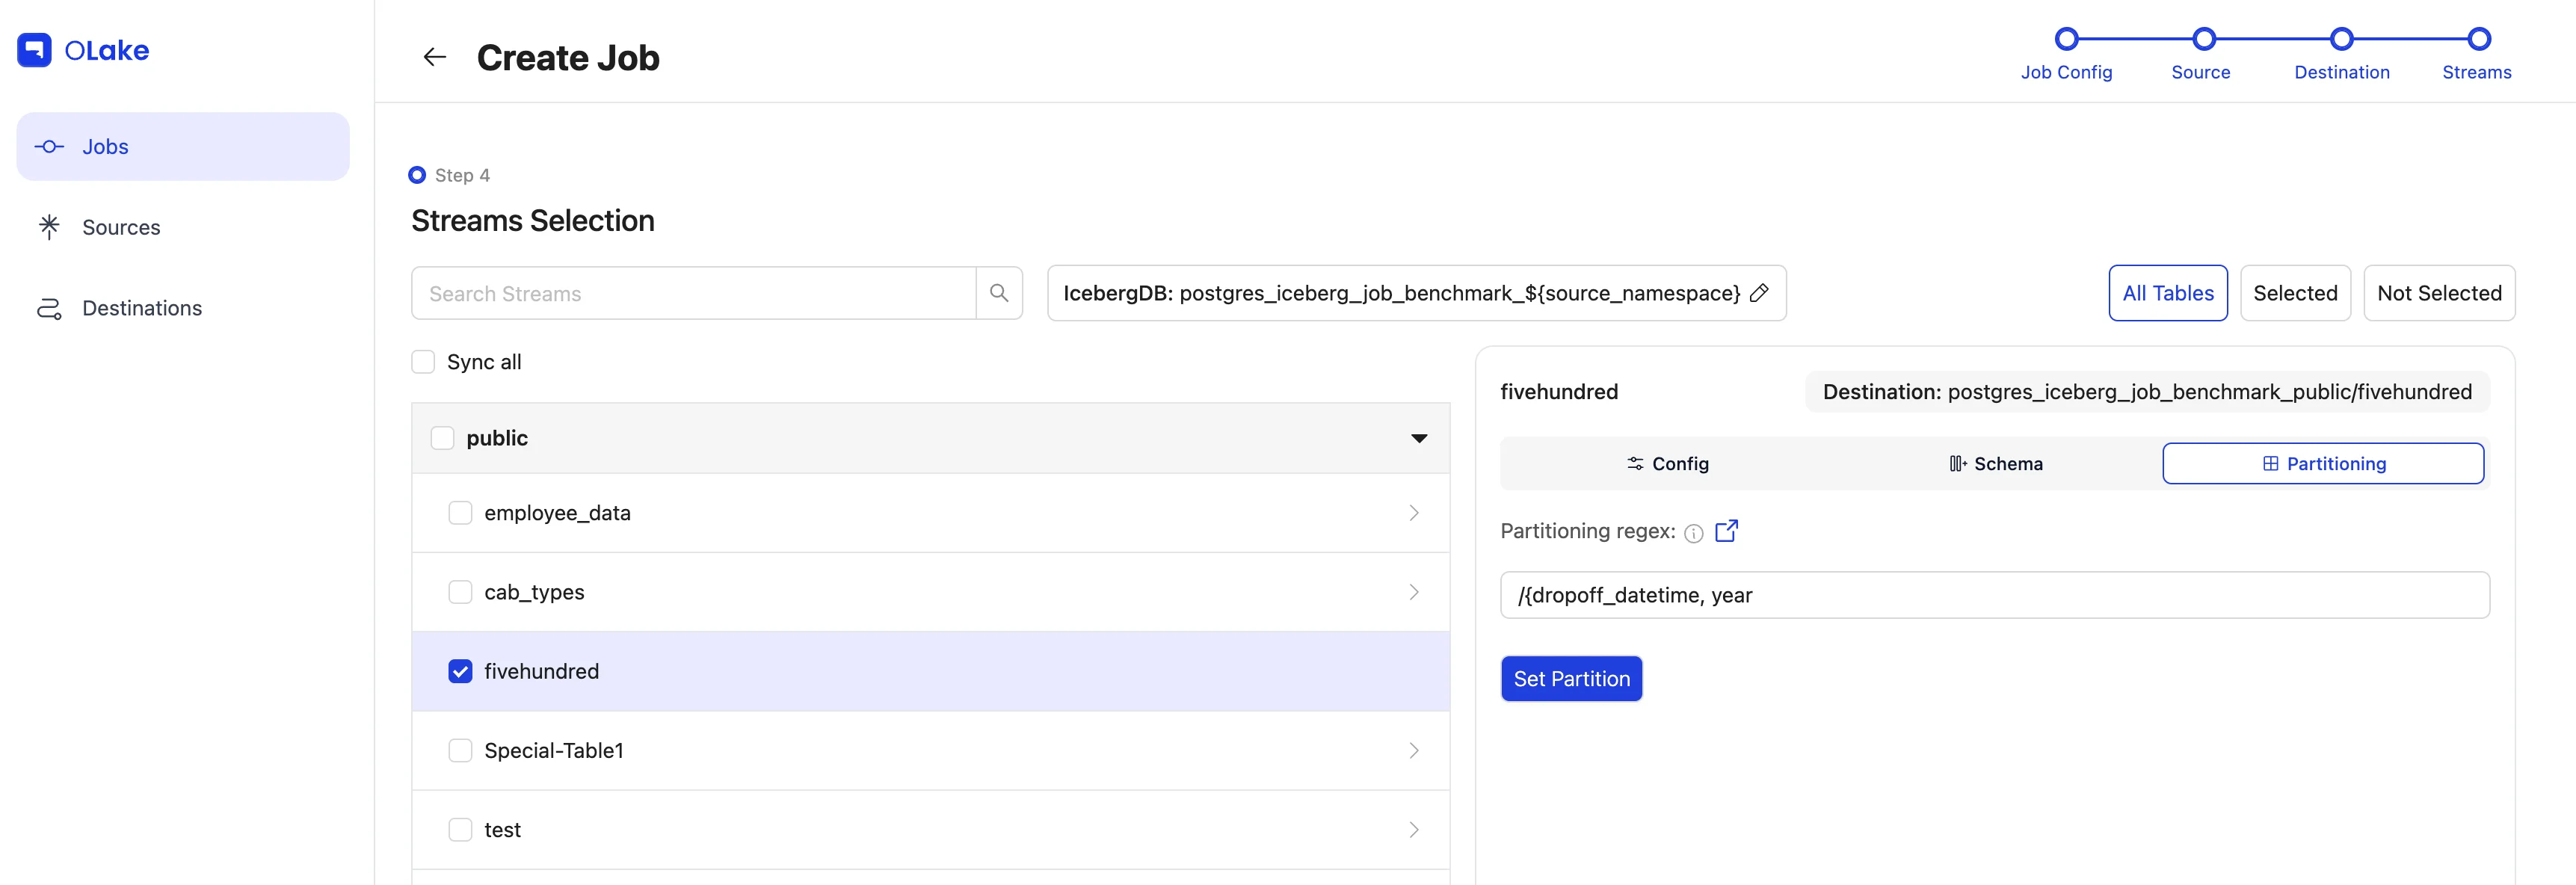 OLake
Jobs
Sources
Destinations
Create Job
Job Config
Source
Destination
Streams
Step 4
Streams Selection
Search Streams
IcebergDB: postgres_iceberg_job_benchmark_${source_namespace}
All Tables
Selected
Not Selected
Sync all
public
employee_data
cab_types
fivehundred
Special-Table1
test
fivehundred
Destination: postgres_iceberg_job_benchmark_public/fivehundred
Config
Schema
Partitioning
Partitioning regex:
/{dropoff_datetime, year
Set Partition